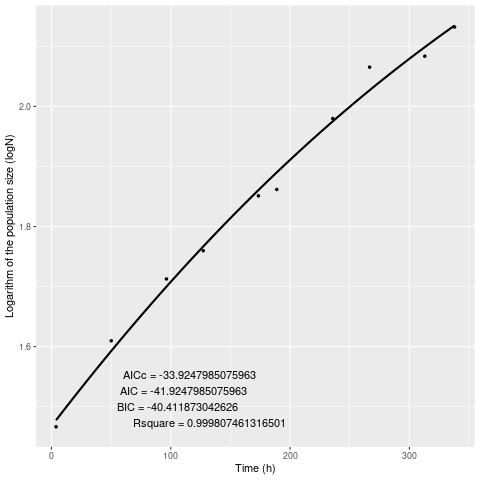 2.0
1.8
1.6
Logarithm of the population size (logN)
AICc = -33.9247985075963
AIC = -41.9247985075963
BIC = -40.411873042626
Rsquare = 0.999807461316501
0 100 200 300
Time (h)